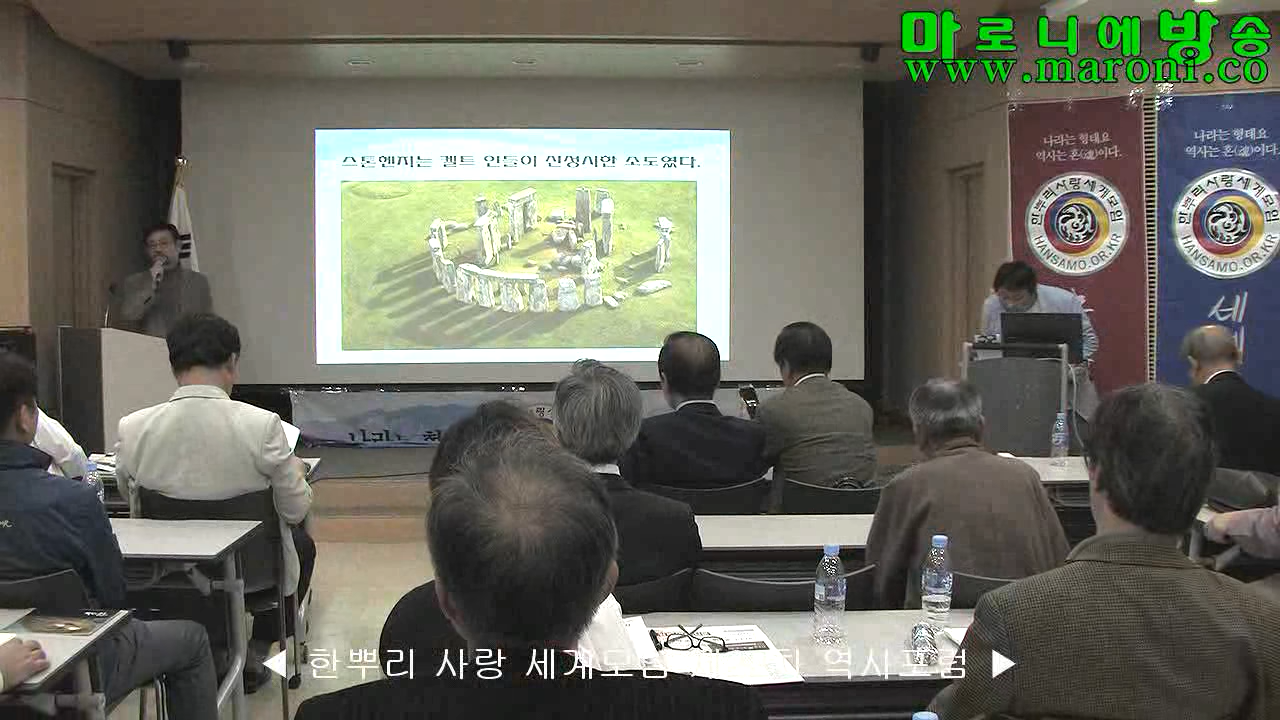 마로니에방송
www.maroni.co
스톤헨지는 켈트 인들이 신성시한 소도였다.
나라는 형태요
역사는 혼(魂)이다.
한뿌리사랑세계모임
HANSAMO.OR.KR
나라는 형태요
역사는 혼(魂)이다.
한뿌리사랑세계모임
HANSAMO.OR.KR
세계
◀ 한뿌리 사랑 세계모임 역사포럼 ▶